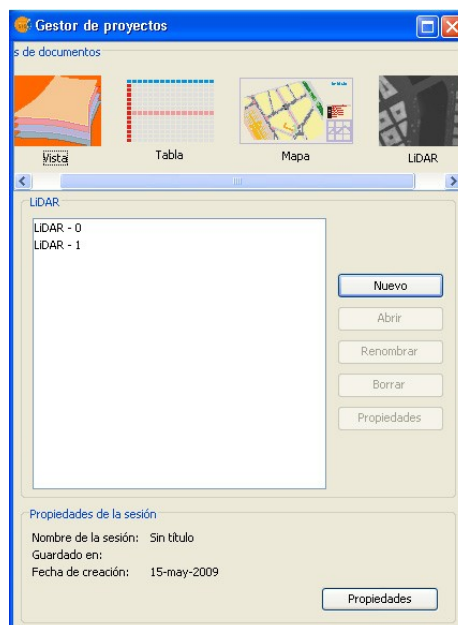 Gestor de proyectos
s de documentos
Vista
Tabla
Mapa
LiDAR
LiDAR
LiDAR - 0
LiDAR - 1
Nuevo
Abrir
Renombrar
Borrar
Propiedades
Propiedades de la sesión
Nombre de la sesión: Sin título
Guardado en:
Fecha de creación: 15-may-2009
Propiedades